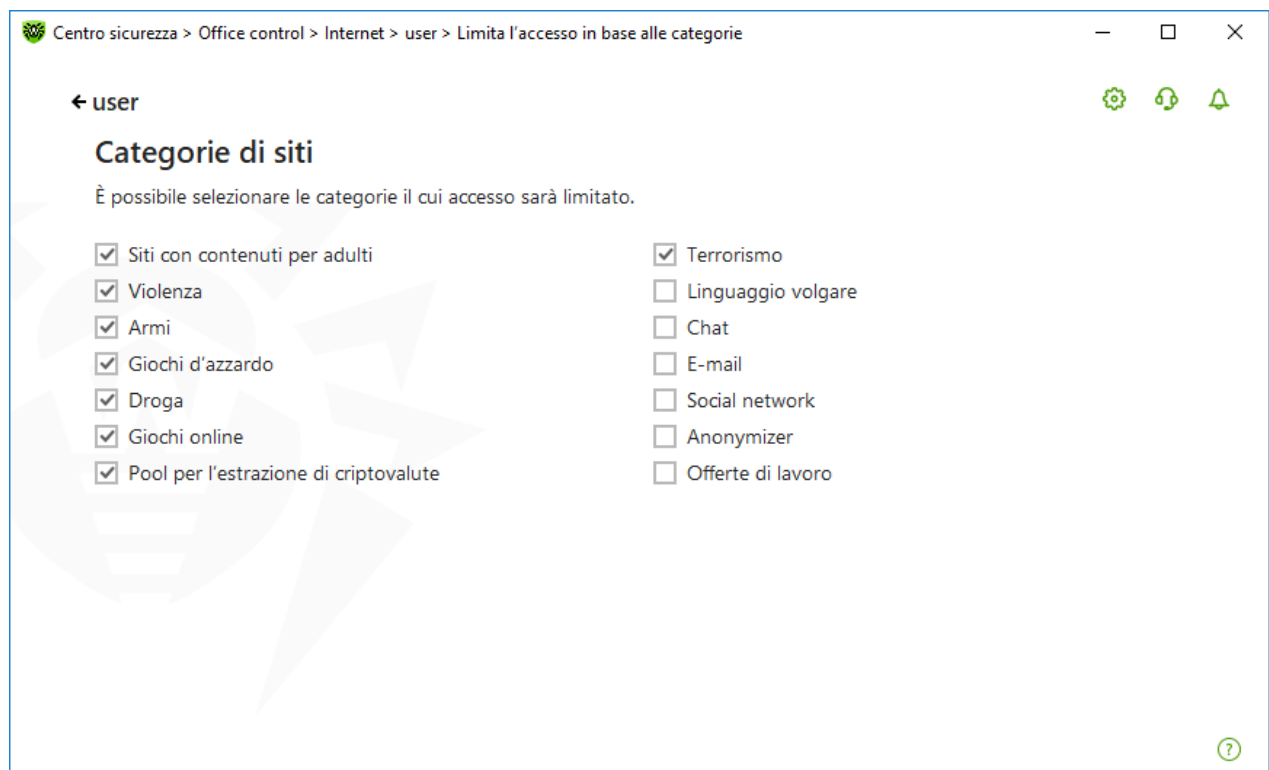 Centro sicurezza > Office control > Internet > user > Limita l'accesso in base alle categorie
user
Categorie di siti
È possibile selezionare le categorie il cui accesso sarà limitato.
Siti con contenuti per adulti
Violenza
Armi
Giochi d'azzardo
Droga
Giochi online
Pool per l'estrazione di criptovalute
Terrorismo
Linguaggio volgare
Chat
E-mail
Social network
Anonymizer
Offerte di lavoro
?